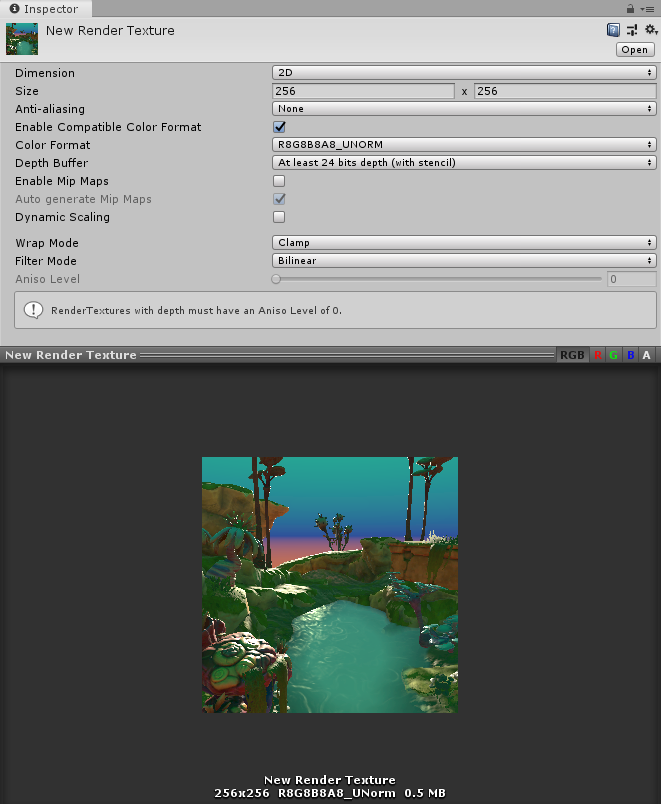 Inspector
New Render Texture
Open
Dimension 2D
Size 256 x 256
Anti-aliasing None
Enable Compatible Color Format
Color Format R8G8B8A8_UNORM
Depth Buffer At least 24 bits depth (with stencil)
Enable Mip Maps
Auto generate Mip Maps
Dynamic Scaling
Wrap Mode Clamp
Filter Mode Bilinear
Aniso Level 0
RenderTextures with depth must have an Aniso Level of 0.
New Render Texture RGB R G B A
New Render Texture
256x256 R8G8B8A8_UNorm 0.5 MB